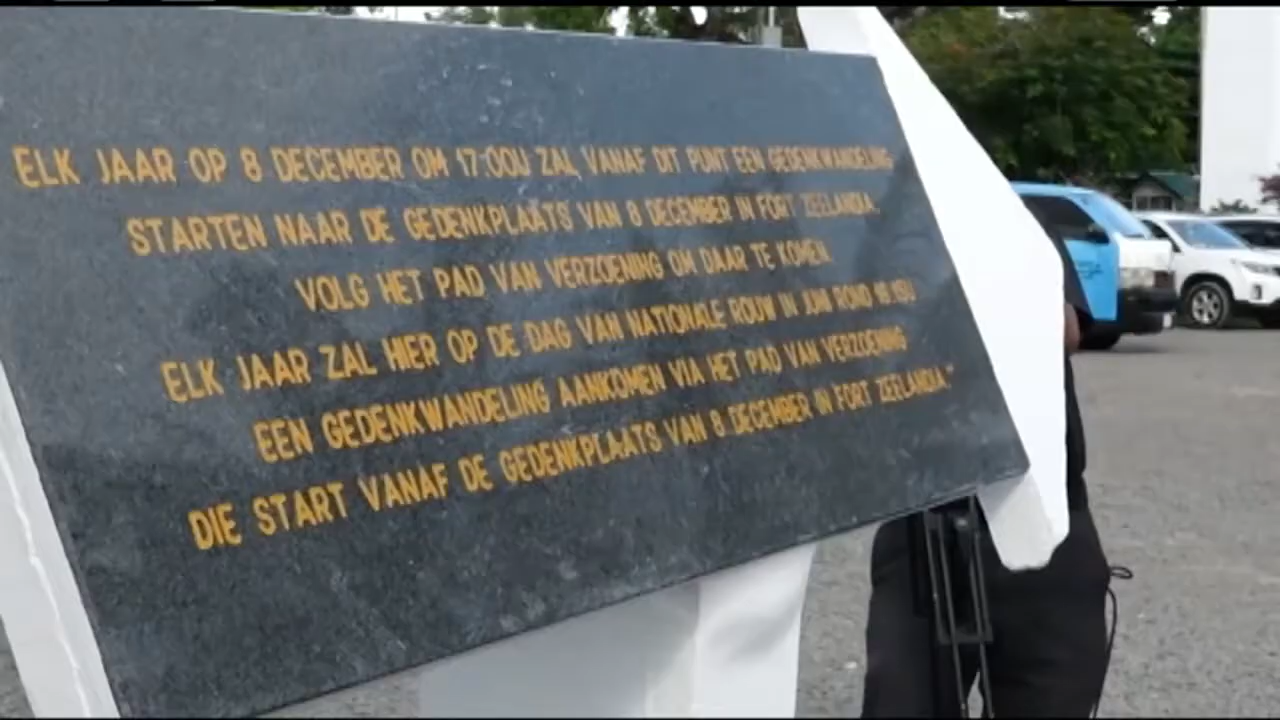 ELK JAAR OP 8 DECEMBER OM 17:00U ZAL VANAF DIT PUNT EEN GEDENKWANDELING
STARTEN NAAR DE GEDENKPLAATS VAN 8 DECEMBER IN FORT ZEELANDIA.
VOLG HET PAD VAN VERZOENING OM DAAR TE KOMEN.
ELK JAAR ZAL HIER OP DE DAG VAN NATIONALE ROUW IN JUNI ROND
EEN GEDENKWANDELING AANKOMEN VIA HET PAD VAN VERZOENING
DIE START VANAF DE GEDENKPLAATS VAN 8 DECEMBER IN FORT ZEELANDIA."